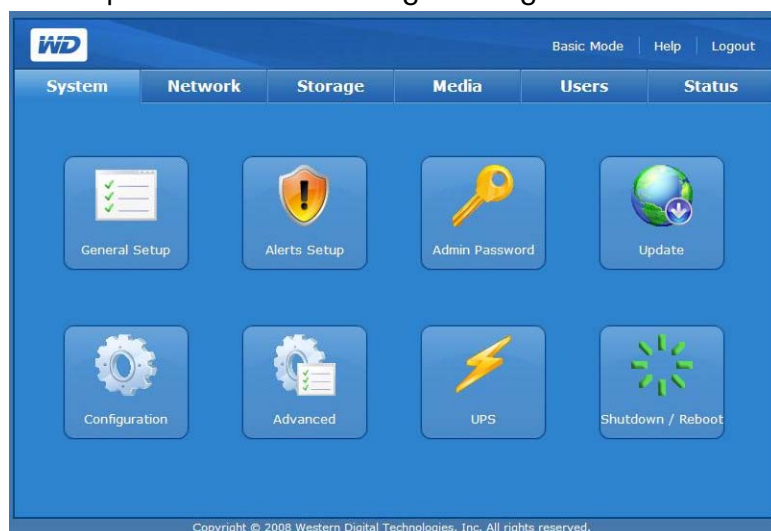 WD
Basic Mode Help Logout
System Network Storage Media Users Status
General Setup Alerts Setup Admin Password Update
Configuration Advanced UPS Shutdown / Reboot
Copyright © 2008 Western Digital Technologies, Inc. All rights reserved.